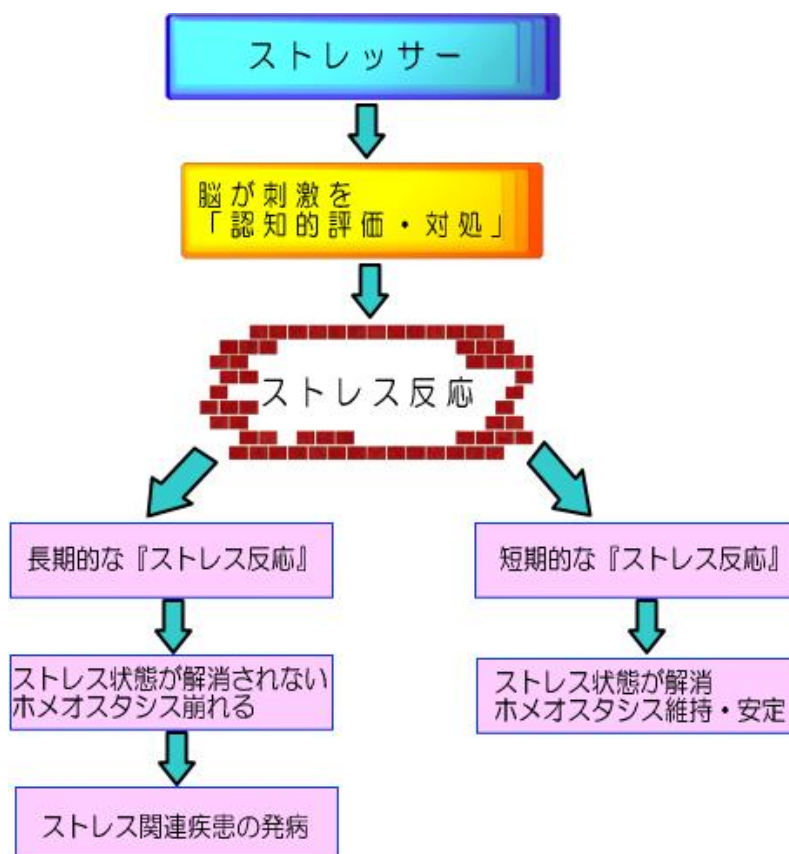 ストレッサー
脳が刺激を
「認知的評価・対処」
ストレス反応
長期的な『ストレス反応』
短期的な『ストレス反応』
ストレス状態が解消されない
ホメオスタシス崩れる
ストレス状態が解消
ホメオスタシス維持・安定
ストレス関連疾患の発病